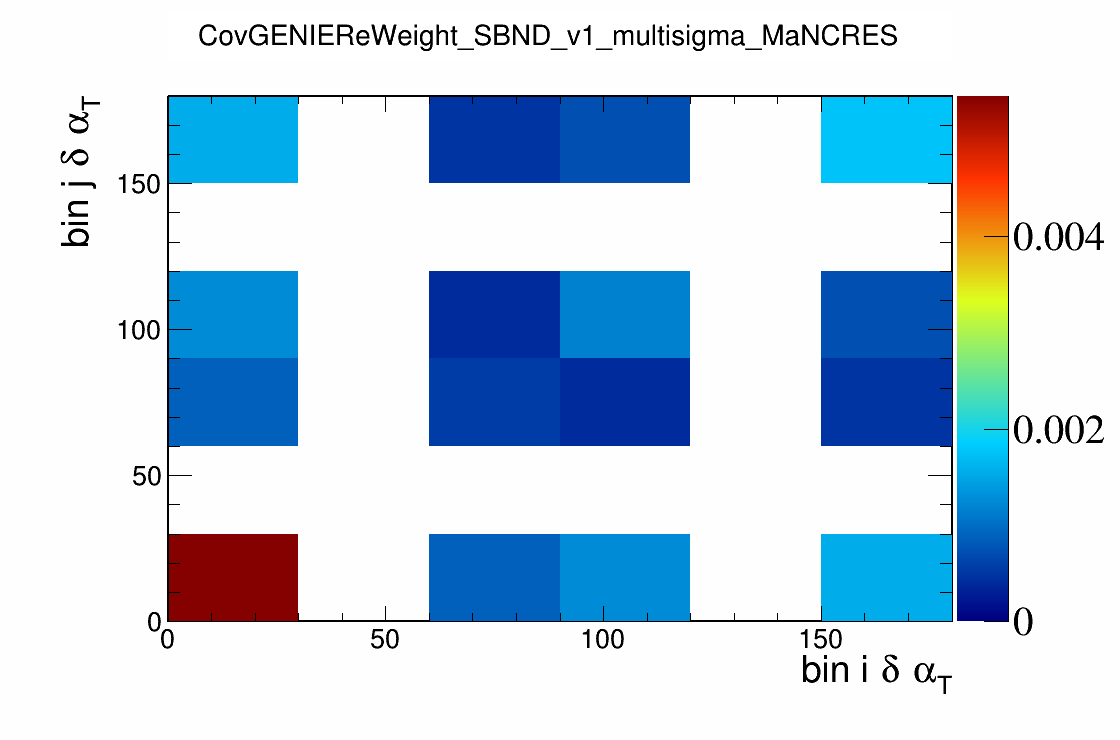 CovGENIEReWeight_SBND_v1_multisigma_MaNCRES
bin j δ α_T
150
100
50
0
0 50 100 150
bin i δ α_T
0.004
0.002
0